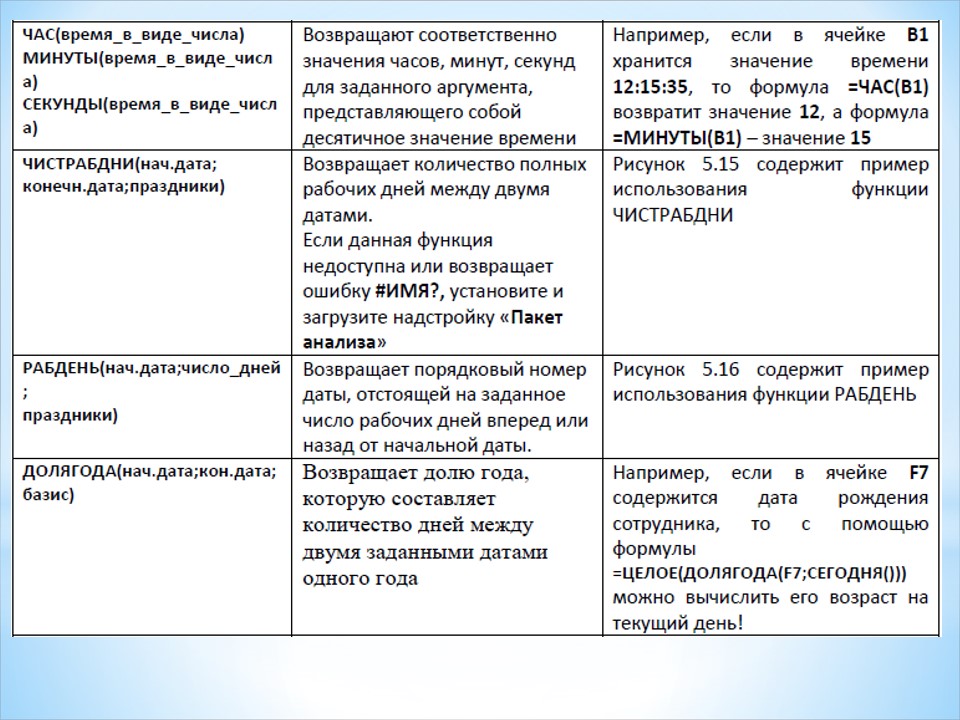 ЧАС(время_в_виде_числа)
МИНУТЫ(время_в_виде_числ
а)
СЕКУНДЫ(время_в_виде_числ
а)
Возвращают соответственно
значения часов, минут, секунд
для заданного аргумента,
представляющего собой
десятичное значение времени
Например, если в ячейке B1
хранится значение времени
12:15:35, то формула =ЧАС(B1)
возвратит значение 12, а формула
=МИНУТЫ(B1) – значение 15
ЧИСТРАБДНИ(нач.дата;
конечн.дата;праздники)
Возвращает количество полных
рабочих дней между двумя
датами.
Если данная функция
недоступна или возвращает
ошибку #ИМЯ?, установите и
загрузите надстройку «Пакет
анализа»
Рисунок 5.15 содержит пример
использования функции
ЧИСТРАБДНИ
РАБДЕНЬ(нач.дата;число_дней
;
праздники)
Возвращает порядковый номер
даты, отстоящей на заданное
число рабочих дней вперед или
назад от начальной даты.
Рисунок 5.16 содержит пример
использования функции РАБДЕНЬ
ДОЛЯГОДА(нач.дата;кон.дата;
базис)
Возвращает долю года,
которую составляет
количество дней между
двумя заданными датами
одного года
Например, если в ячейке F7
содержится дата рождения
сотрудника, то с помощью
формулы
=ЦЕЛОЕ(ДОЛЯГОДА(F7;СЕГОДНЯ()))
можно вычислить его возраст на
текущий день!